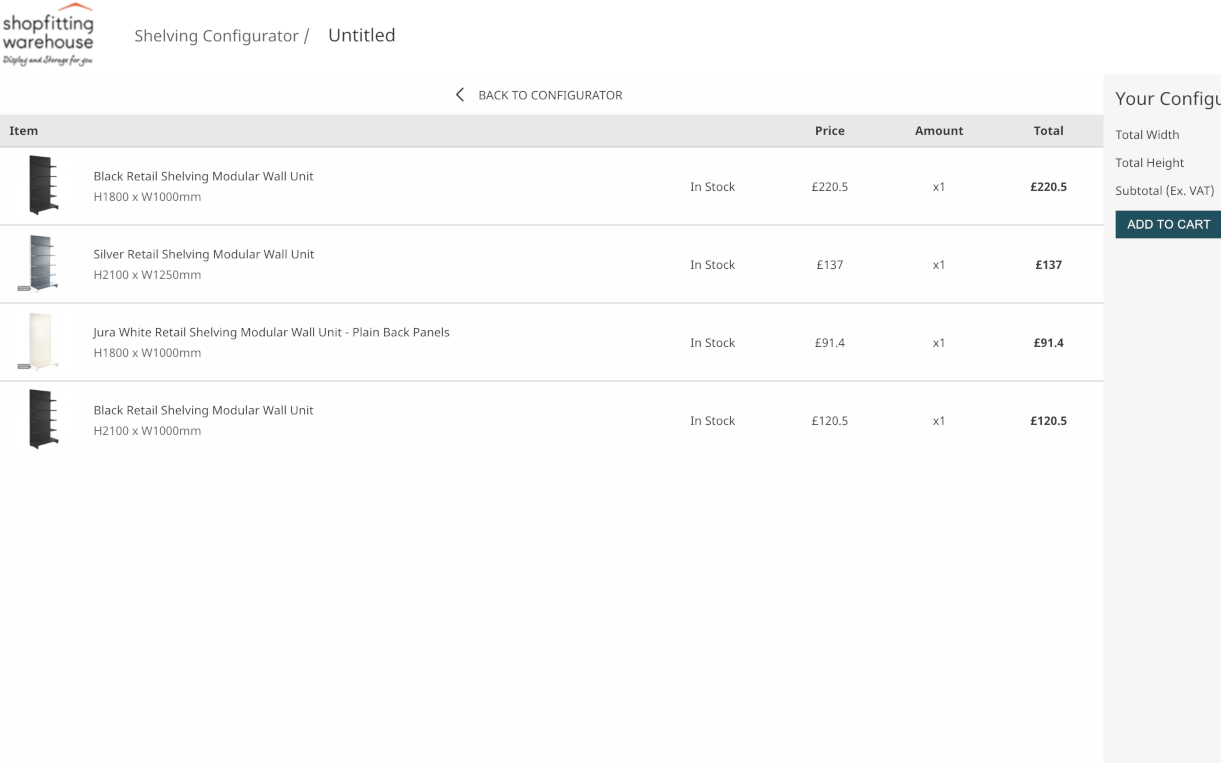 shopfitting
warehouse
Display and Storage for you
Shelving Configurator / Untitled
BACK TO CONFIGURATOR
Item Price Amount Total
Black Retail Shelving Modular Wall Unit
H1800 x W1000mm
In Stock £220.5 x1 £220.5
Silver Retail Shelving Modular Wall Unit
H2100 x W1250mm
In Stock £137 x1 £137
Jura White Retail Shelving Modular Wall Unit - Plain Back Panels
H1800 x W1000mm
In Stock £91.4 x1 £91.4
Black Retail Shelving Modular Wall Unit
H2100 x W1000mm
In Stock £120.5 x1 £120.5
Your Configu
Total Width
Total Height
Subtotal (Ex. VAT)
ADD TO CART